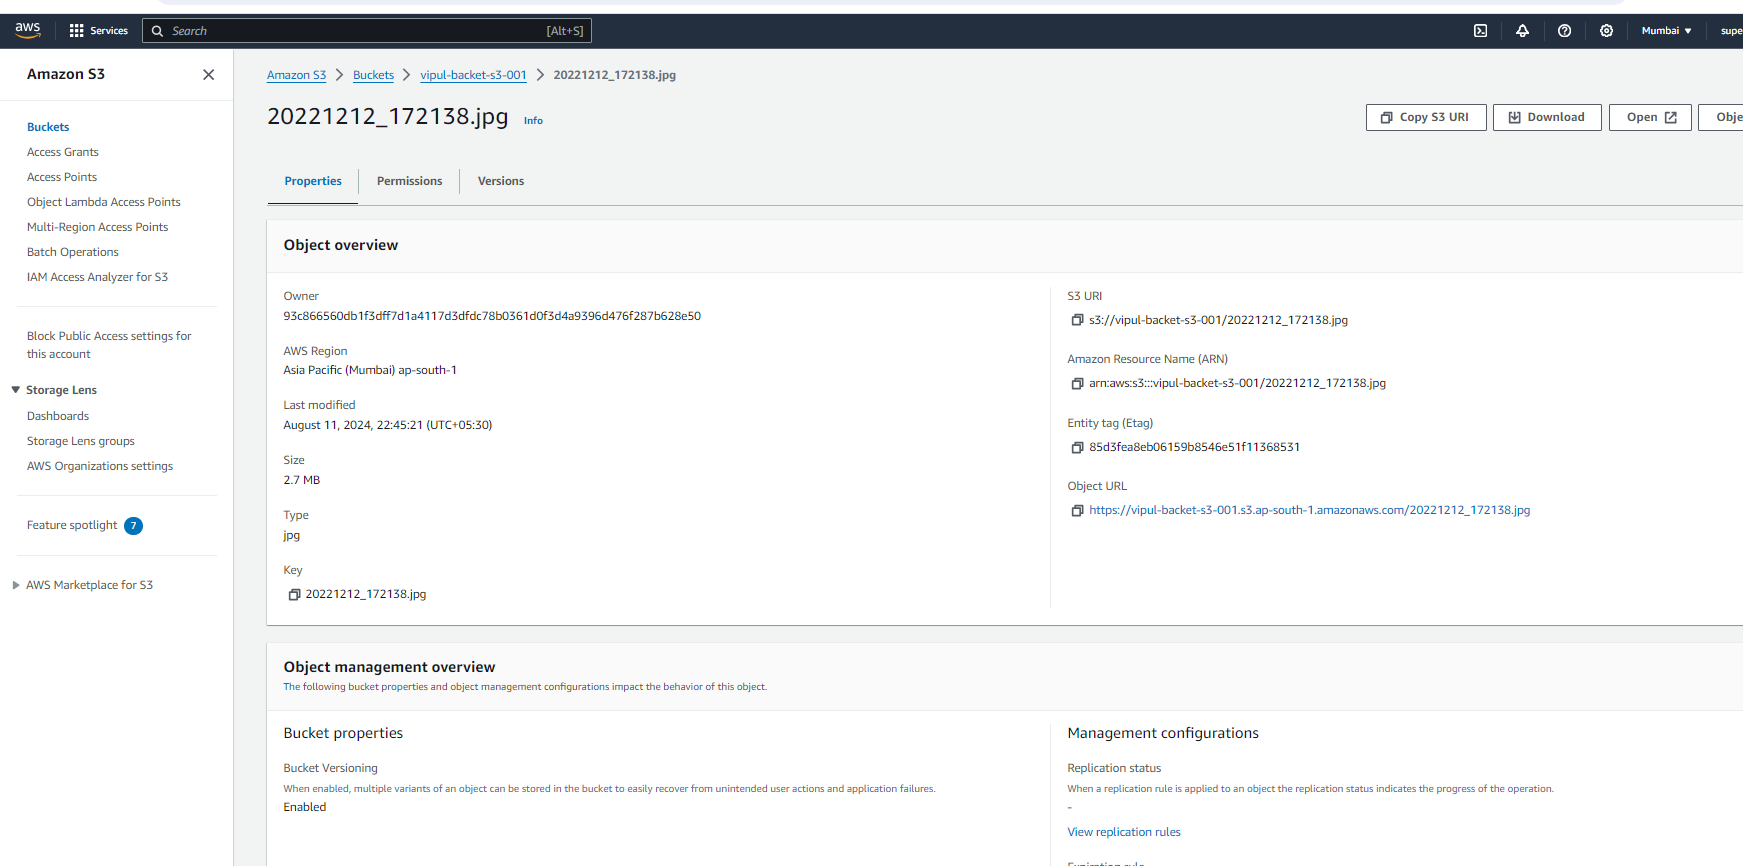 aws
Services
Search
[Alt+S]
Mumbai
supe
Amazon S3
Buckets
Access Grants
Access Points
Object Lambda Access Points
Multi-Region Access Points
Batch Operations
IAM Access Analyzer for S3
Block Public Access settings for
this account
Storage Lens
Dashboards
Storage Lens groups
AWS Organizations settings
Feature spotlight 7
AWS Marketplace for S3
Amazon S3 > Buckets > vipul-backet-s3-001 > 20221212_172138.jpg
20221212_172138.jpg Info
Copy S3 URI
Download
Open
Obje
Properties
Permissions
Versions
Object overview
Owner
93c866560db1f3dff7d1a4117d3dfdc78b0361d0f3d4a9396d476f287b628e50
AWS Region
Asia Pacific (Mumbai) ap-south-1
Last modified
August 11, 2024, 22:45:21 (UTC+05:30)
Size
2.7 MB
Type
jpg
Key
20221212_172138.jpg
S3 URI
s3://vipul-backet-s3-001/20221212_172138.jpg
Amazon Resource Name (ARN)
arn:aws:s3:::vipul-backet-s3-001/20221212_172138.jpg
Entity tag (Etag)
85d3fea8eb06159b8546e51f11368531
Object URL
https://vipul-backet-s3-001.s3.ap-south-1.amazonaws.com/20221212_172138.jpg
Object management overview
The following bucket properties and object management configurations impact the behavior of this object.
Bucket properties
Bucket Versioning
When enabled, multiple variants of an object can be stored in the bucket to easily recover from unintended user actions and application failures.
Enabled
Management configurations
Replication status
When a replication rule is applied to an object the replication status indicates the progress of the operation.
-
View replication rules
Expiration rule